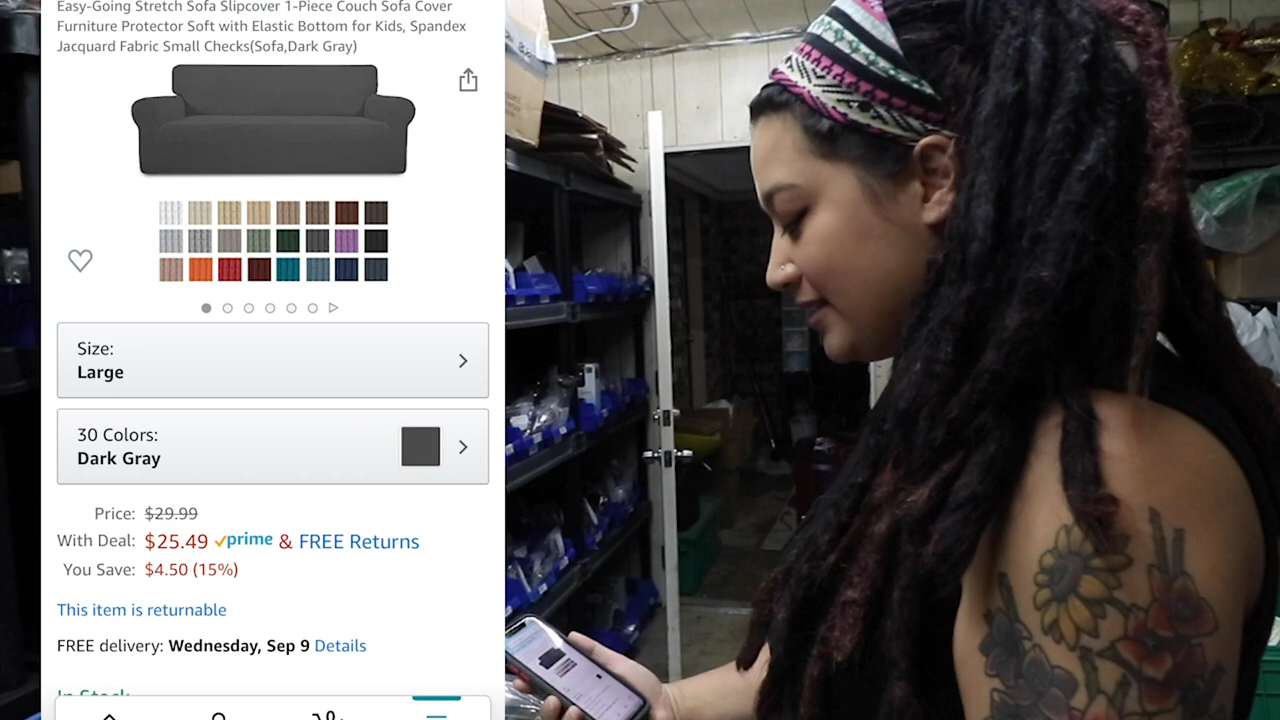 Easy-Going Stretch Sofa Slipcover 1-Piece Couch Sofa Cover
Furniture Protector Soft with Elastic Bottom for Kids, Spandex
Jacquard Fabric Small Checks(Sofa,Dark Gray)
Size:
Large
30 Colors:
Dark Gray
Price: $29.99
With Deal: $25.49 prime & FREE Returns
You Save: $4.50 (15%)
This item is returnable
FREE delivery: Wednesday, Sep 9 Details
In Stock